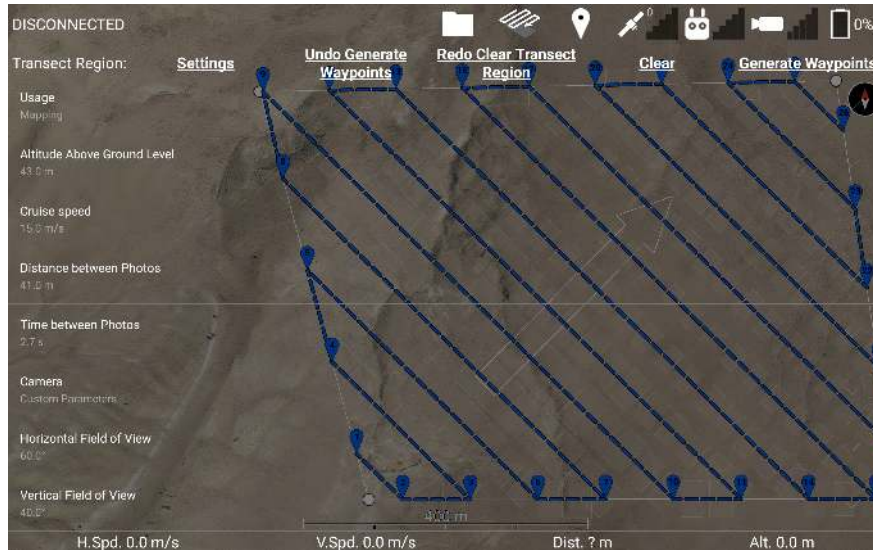 DISCONNECTED
0
0%
Transect Region:
Settings
Undo Generate Waypoints
Redo Clear Transect Region
Clear
Generate Waypoints
Usage
Mapping
Altitude Above Ground Level
43.0 m
Cruise speed
15.0 m/s
Distance between Photos
41.0 m
Time between Photos
2.7 s
Camera
Custom Parameters
Horizontal Field of View
60.0°
Vertical Field of View
40.0°
H.Spd. 0.0 m/s
V.Spd. 0.0 m/s
Dist. ? m
Alt. 0.0 m